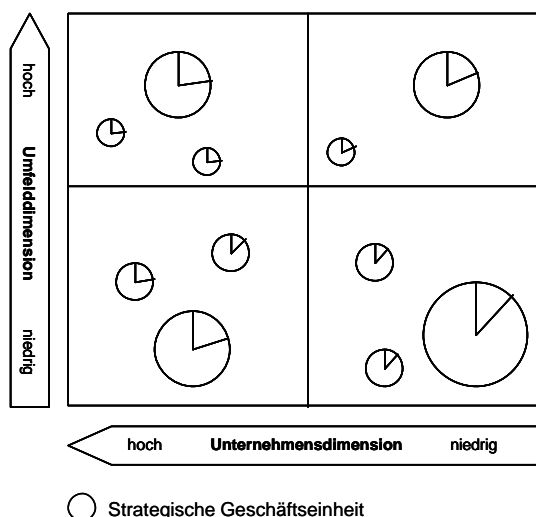 hoch
Umfelddimension
niedrig
hoch Unternehmensdimension niedrig
Strategische Geschäftseinheit